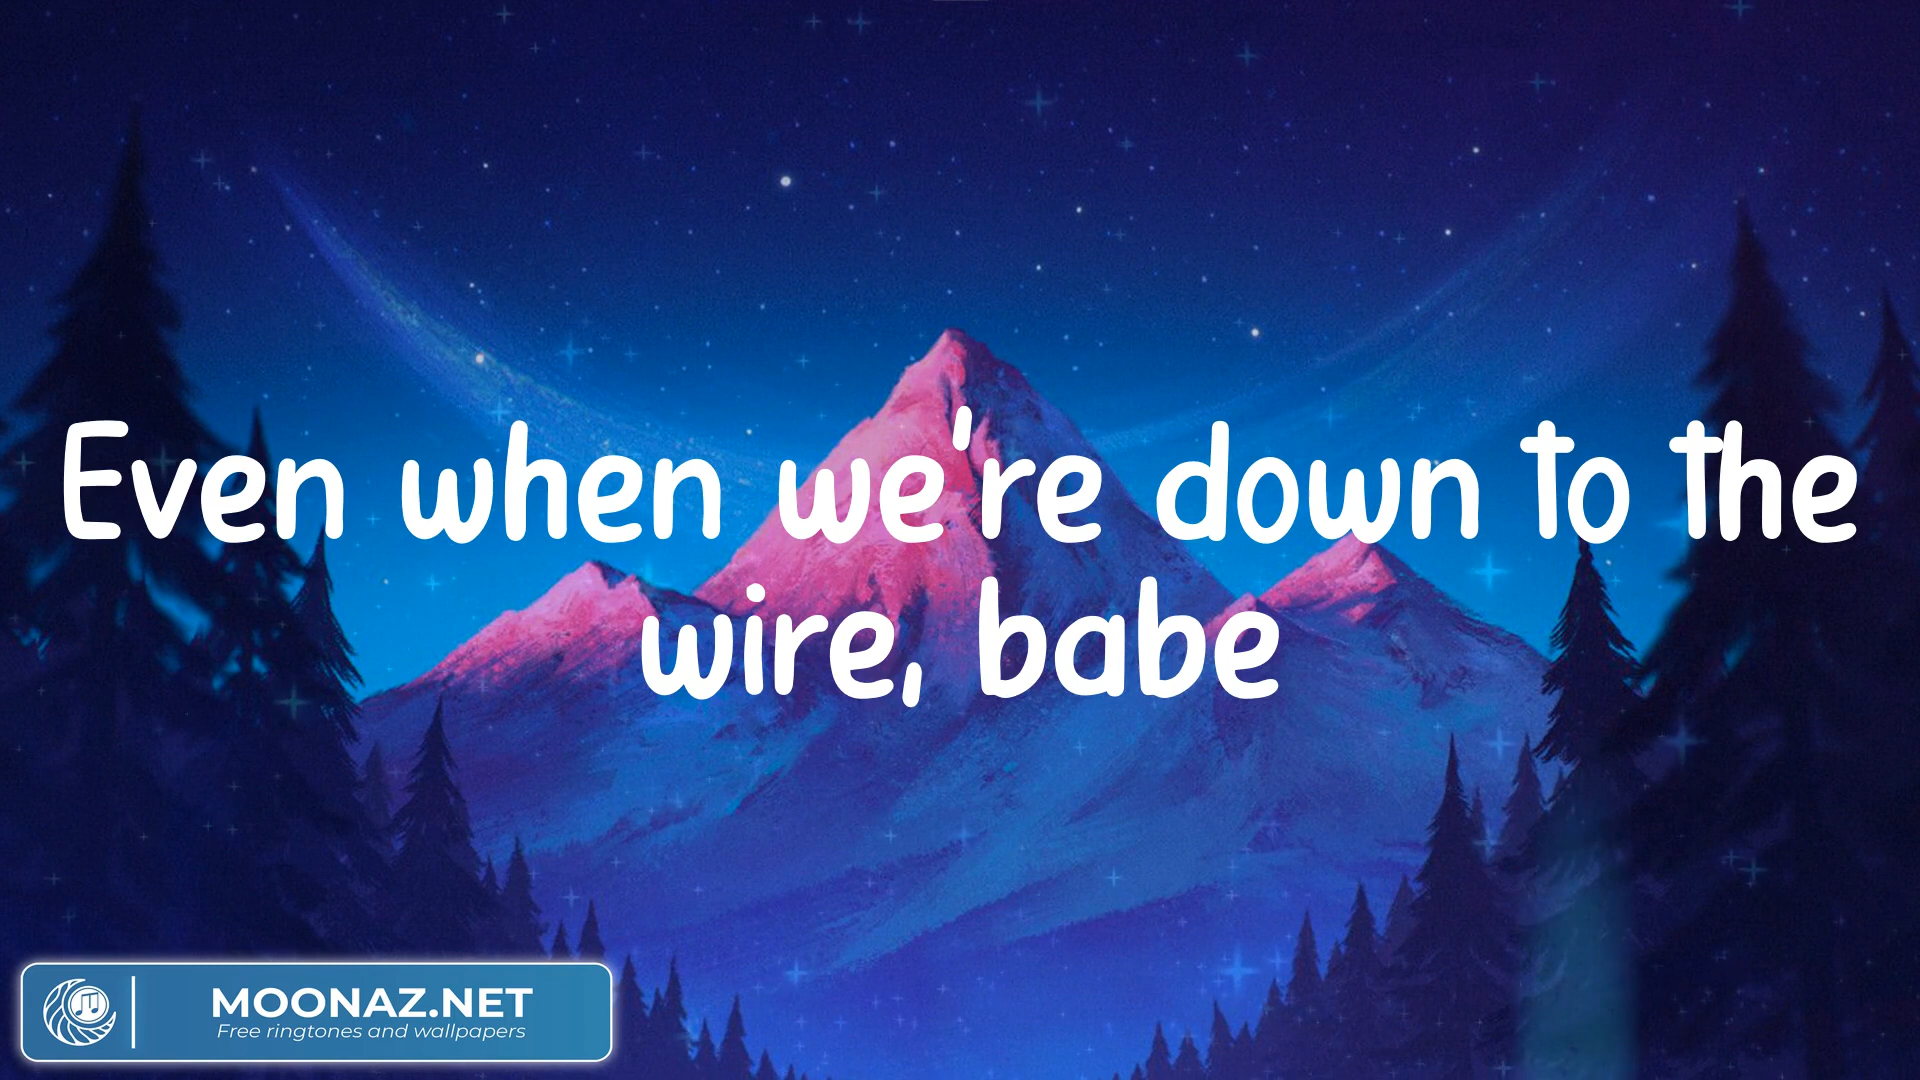 Even when we're down to the
wire, babe
MOONAZ.NET
Free ringtones and wallpapers